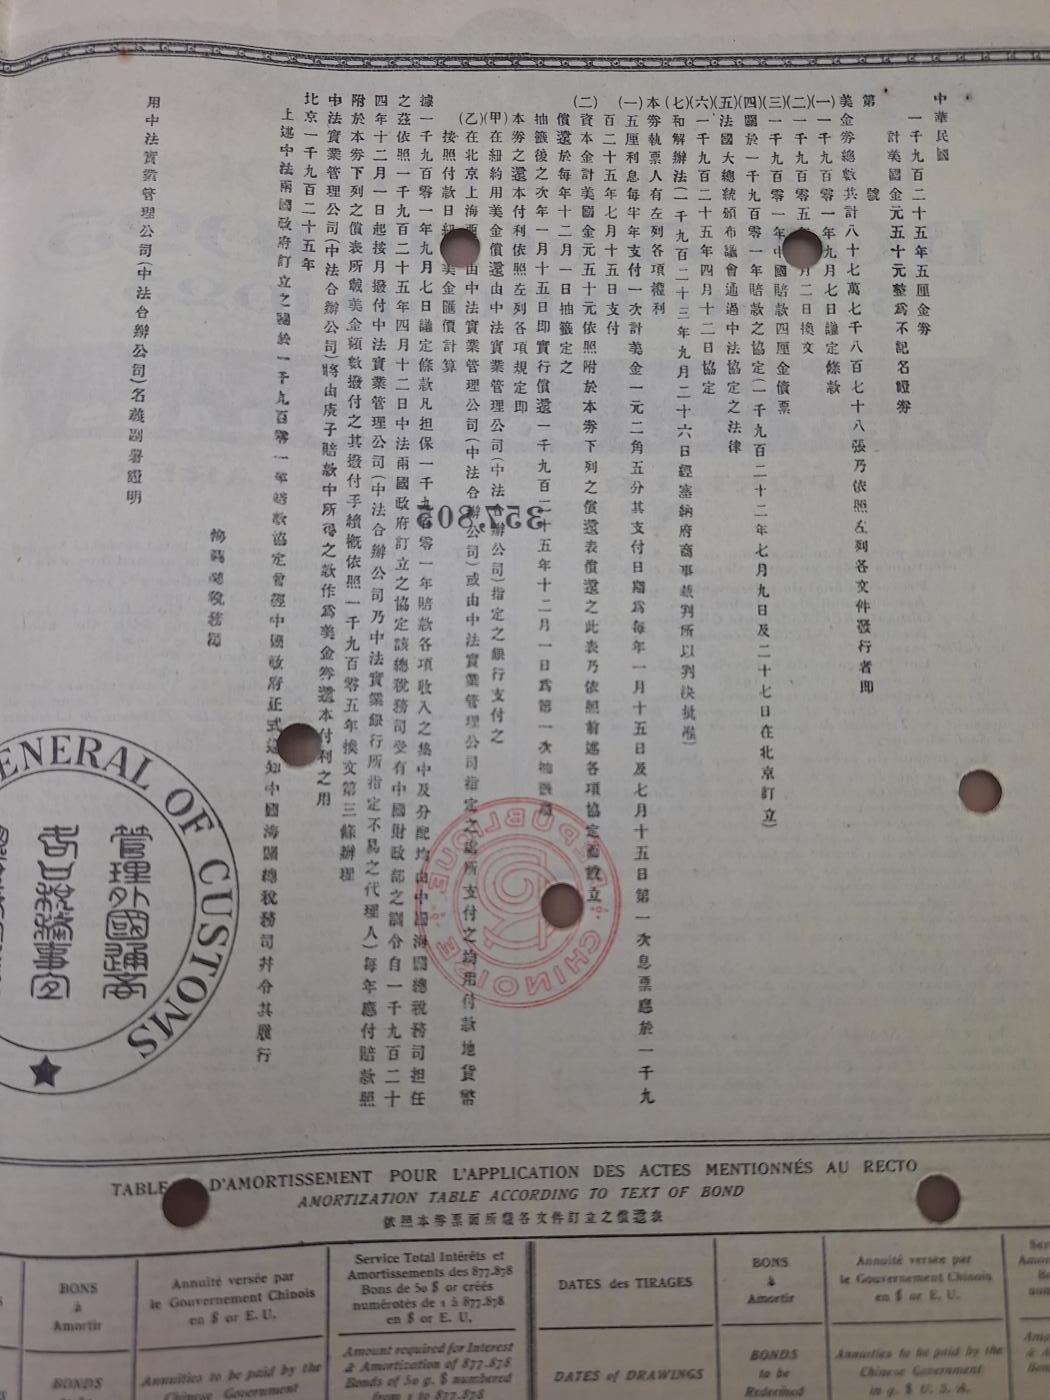 中華民國
一千九百二十五年五厘金券
計美國金元五十元整爲不記名證券
第 號
美金券總數共計八十七萬七千八百七十八張乃依照左列各文件發行者即
(一)一千九百零一年九月七日議定條款
(二)一千九百零五 月二日換文
(三)一千九百零一年中國賠款四厘金債票
(四)關於一千九百零一年賠款之協定(一千九百二十二年七月九日及二十七日在北京訂立)
(五)法國大總統頒布議會通過中法協定之法律
(六)一千九百二十五年四月十二日協定
(七)和解辦法(一千九百二十三年九月二十六日經塞納府商事裁判所以判決批准)
本券執票人有左列各項權利
(一)五厘利息每半年支付一次計美金一元二角五分其支付日期爲每年一月十五日及七月十五日第一次息票應於一千九
百二十五年七月十五日支付
(二)資本金計美國金元五十元依照附於本券下列之償還表償還之此表乃依照前述各項協定 設立
償還於每年十二月一日抽籤定之
抽籤後之次年一月十五日即實行償還一千九百二十五年十二月一日爲第一次抽籤
本券之還本付利依照左列各項規定即
(甲)在紐約用美金償還由中法實業管理公司(中法合辦公司)指定之銀行支付之
(乙)在北京上海 由中法實業管理公司(中法合辦公司)或由中法實業管理公司指定之 所支付之均用付款地貨幣
按照付款日 美金匯價計算
據一千九百零一年九月七日議定條款凡担保一千九百零一年賠款各項收入之集中及分配均由中國海關總稅務司担任
之茲依照一千九百二十五年四月十二日中法兩國政府訂立之協定該總稅務司受有中國財政部之訓令自一千九百二十
四年十二月一日起按月撥付中法實業管理公司(中法合辦公司乃中法實業銀行所指定不易之代理人)每年應付賠款照
附於本券下列之償表所載美金額數撥付之其撥付手續概依照一千九百零五年換文第三條辦理
中法實業管理公司(中法合辦公司)將由庚子賠款中所得之款作爲美金券還本付利之用
北京一千九百二十五年
上述中法兩國政府訂立之關於一千九百零一年賠款協定曾經中國政府正式 知中國海關總稅務司幷令其履行
總稅務司
用中法實業管理公司(中法合辦公司)名義副署證明
357,805
REPUBLIQUE CHINOISE
GENERAL OF CUSTOMS
管理外國通商
TABLE D'AMORTISSEMENT POUR L'APPLICATION DES ACTES MENTIONNÉS AU RECTO
AMORTIZATION TABLE ACCORDING TO TEXT OF BOND
依照本券票面所載各文件訂立之償還表
BONS
à
Amortir
Annuité versée par
le Gouvernement Chinois
en $ or E. U.
Service Total Intérêts et
Amortissements des 877.878
Bons de 50 $ or créés
numérotés de 1 à 877.878
en $ or E. U.
DATES des TIRAGES
BONS
à
Amortir
Annuité versée par
le Gouvernement Chinois
en $ or E. U.
BONDS
Annuities to be paid by the
Chinese Government
Amount required for Interest
& Amortization of 877.878
Bonds of 50 g. $ numbered
from 1 to 877.878
DATES of DRAWINGS
BONDS
to be
Redeemed
Annuities to be paid by the
Chinese Government
in g. $ U. S. A.